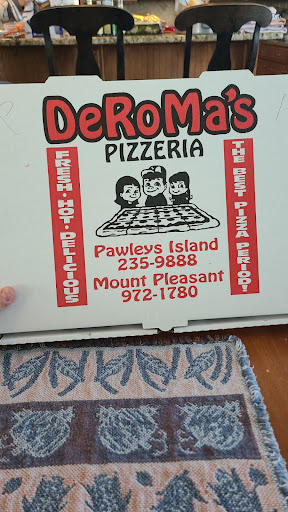 DeRoMa's
PIZZERIA
FRESH·HOT·DELICIOUS
THE BEST PIZZA PERIOD!
Pawleys Island
235-9888
Mount Pleasant
972-1780